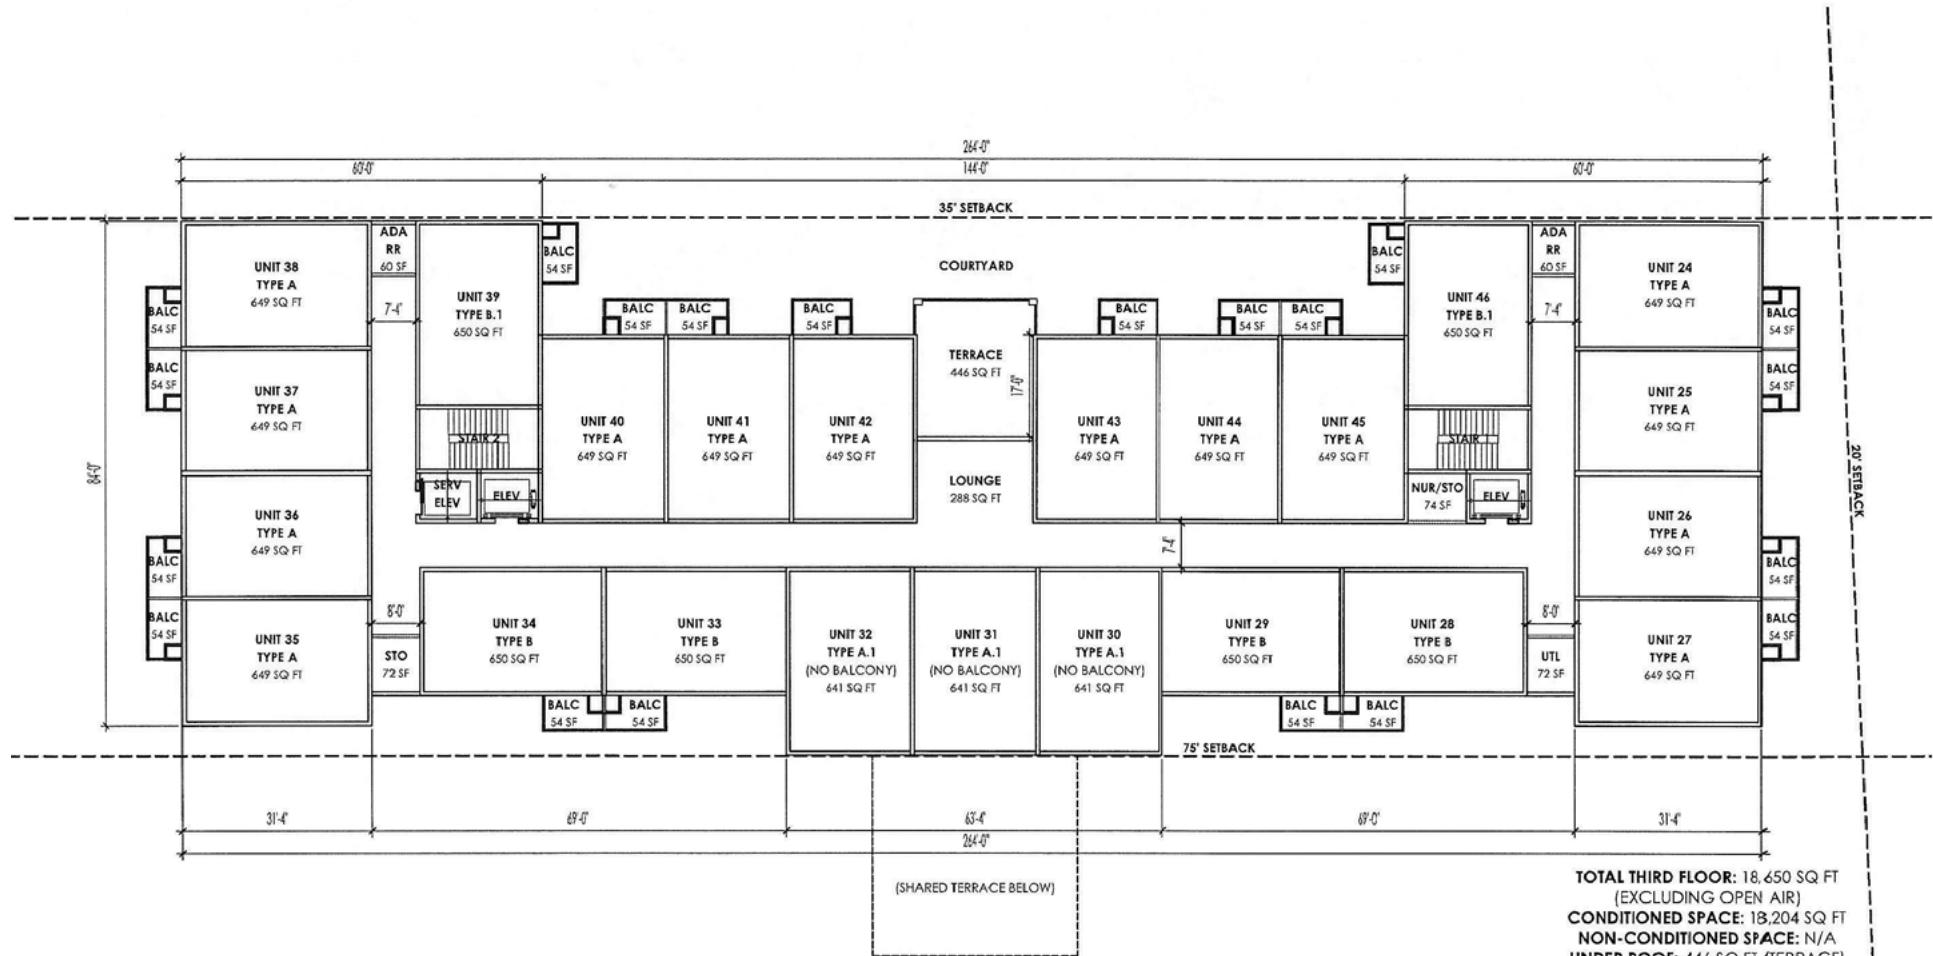 264'-0"
60'-0"
144'-0"
60'-0"
35' SETBACK
COURTYARD
84'-0"
20' SETBACK
UNIT 38
TYPE A
649 SQ FT
ADA
RR
60 SF
7'-4"
UNIT 39
TYPE B.1
650 SQ FT
BALC
54 SF
BALC
54 SF
BALC
54 SF
UNIT 37
TYPE A
649 SQ FT
UNIT 36
TYPE A
649 SQ FT
BALC
54 SF
BALC
54 SF
UNIT 35
TYPE A
649 SQ FT
STAIR 2
SERV
ELEV
ELEV
BALC
54 SF
BALC
54 SF
BALC
54 SF
UNIT 40
TYPE A
649 SQ FT
UNIT 41
TYPE A
649 SQ FT
UNIT 42
TYPE A
649 SQ FT
TERRACE
446 SQ FT
17'-0"
LOUNGE
288 SQ FT
BALC
54 SF
BALC
54 SF
BALC
54 SF
UNIT 43
TYPE A
649 SQ FT
UNIT 44
TYPE A
649 SQ FT
UNIT 45
TYPE A
649 SQ FT
BALC
54 SF
UNIT 46
TYPE B.1
650 SQ FT
STAIR
NUR/STO
74 SF
ELEV
ADA
RR
60 SF
7'-4"
UNIT 24
TYPE A
649 SQ FT
BALC
54 SF
BALC
54 SF
UNIT 25
TYPE A
649 SQ FT
UNIT 26
TYPE A
649 SQ FT
BALC
54 SF
BALC
54 SF
UNIT 27
TYPE A
649 SQ FT
7'-4"
8'-0"
STO
72 SF
UNIT 34
TYPE B
650 SQ FT
UNIT 33
TYPE B
650 SQ FT
BALC
54 SF
BALC
54 SF
UNIT 32
TYPE A.1
(NO BALCONY)
641 SQ FT
UNIT 31
TYPE A.1
(NO BALCONY)
641 SQ FT
UNIT 30
TYPE A.1
(NO BALCONY)
641 SQ FT
UNIT 29
TYPE B
650 SQ FT
UNIT 28
TYPE B
650 SQ FT
BALC
54 SF
BALC
54 SF
8'-0"
UTL
72 SF
75' SETBACK
31'-4"
69'-0"
63'-4"
69'-0"
31'-4"
264'-0"
(SHARED TERRACE BELOW)
TOTAL THIRD FLOOR: 18,650 SQ FT
(EXCLUDING OPEN AIR)
CONDITIONED SPACE: 18,204 SQ FT
NON-CONDITIONED SPACE: N/A
UNDER ROOF: 446 SQ FT (TERRACE)